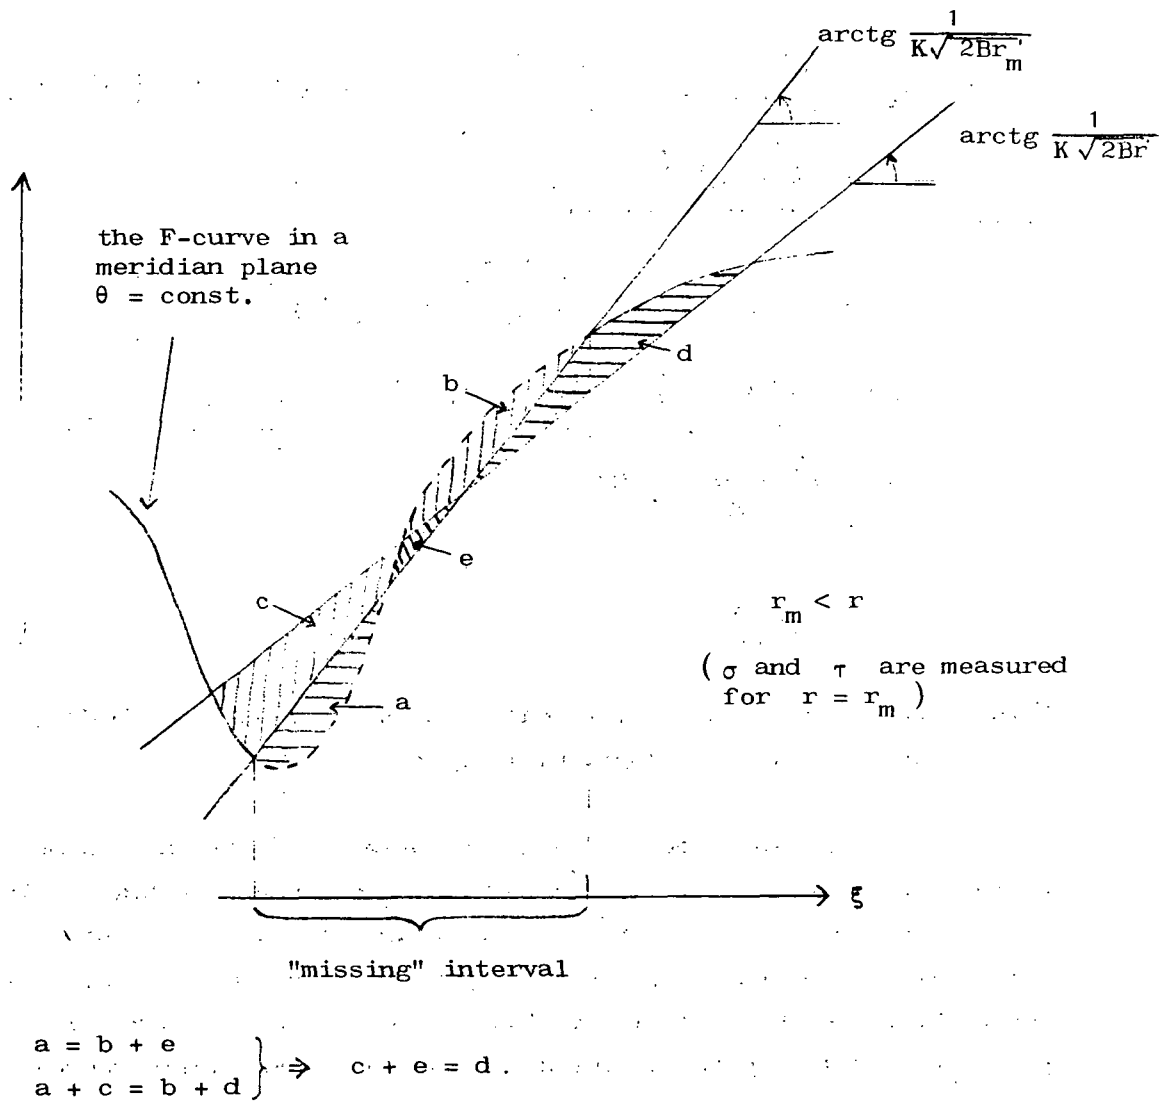 arctg 1/(K√2Br_m)
arctg 1/(K√2Br)
the F-curve in a
meridian plane
θ = const.
b
d
e
c
a
r_m < r
( σ and τ are measured
for r = r_m )
ξ
"missing" interval
a = b + e
a + c = b + d } ⇒ c + e = d .